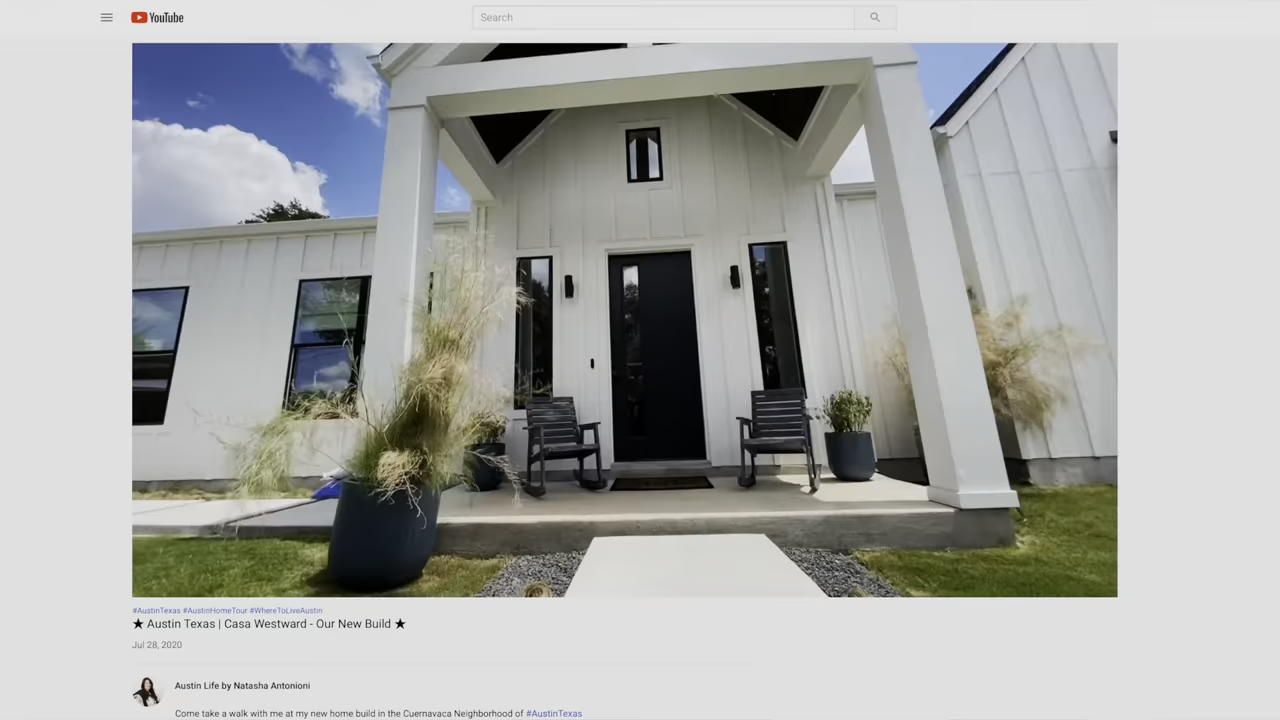 YouTube
Search
#AustinTexas #AustinHomeTour #WhereToLiveAustin
★ Austin Texas | Casa Westward - Our New Build ★
Jul 28, 2020
Austin Life by Natasha Antonioni
Come take a walk with me at my new home build in the Cuernavaca Neighborhood of #AustinTexas